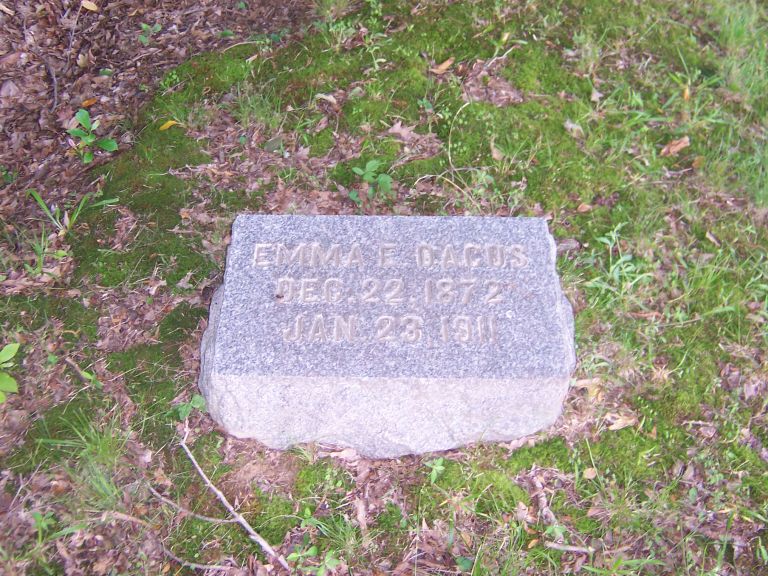 EMMA E. DACUS
DEC. 22, 1872
JAN. 23, 1911